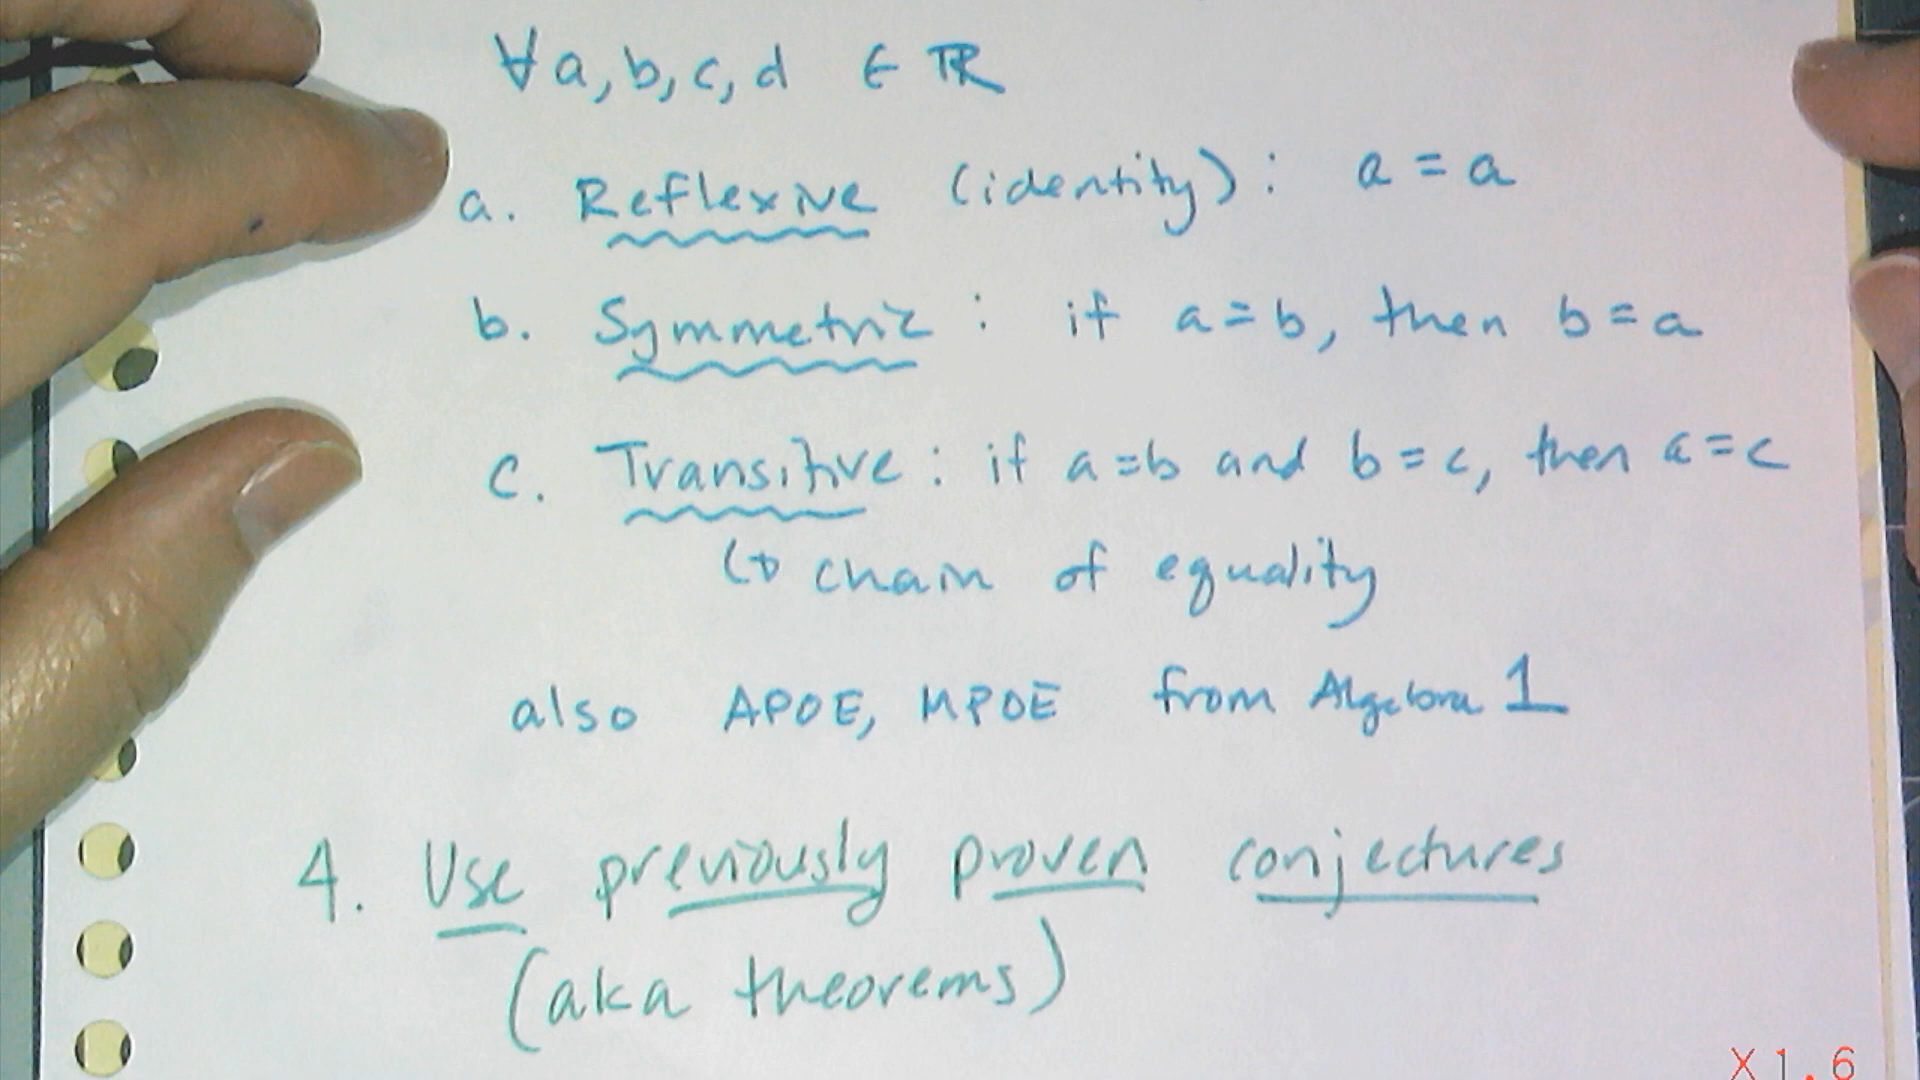 ∀a, b, c, d ∈ ℝ
a. Reflexive (identity): a = a
b. Symmetric: if a = b, then b = a
c. Transitive: if a = b and b = c, then a = c
↳ chain of equality
also APOE, MPOE from Algebra 1
4. Use previously proven conjectures
(aka theorems)
X1.6